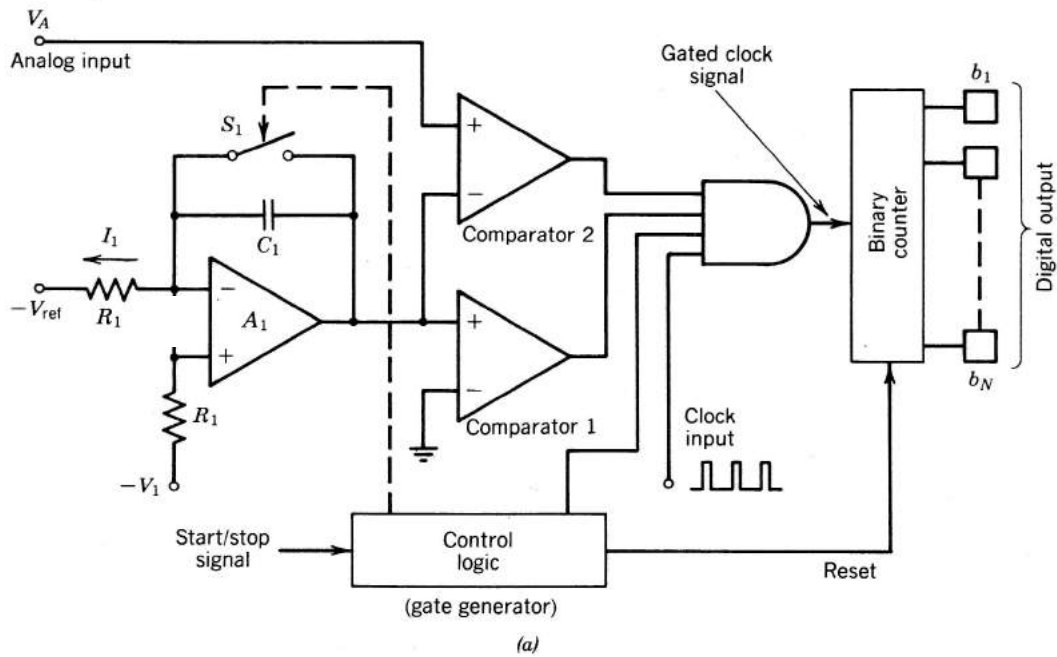 V_A
Analog input
S_1
C_1
I_1
−V_ref
R_1
−
A_1
+
R_1
−V_1
+
−
Comparator 2
+
−
Comparator 1
Gated clock
signal
Binary
counter
b_1
b_N
Digital output
Clock
input
Start/stop
signal
Control
logic
(gate generator)
Reset
(a)